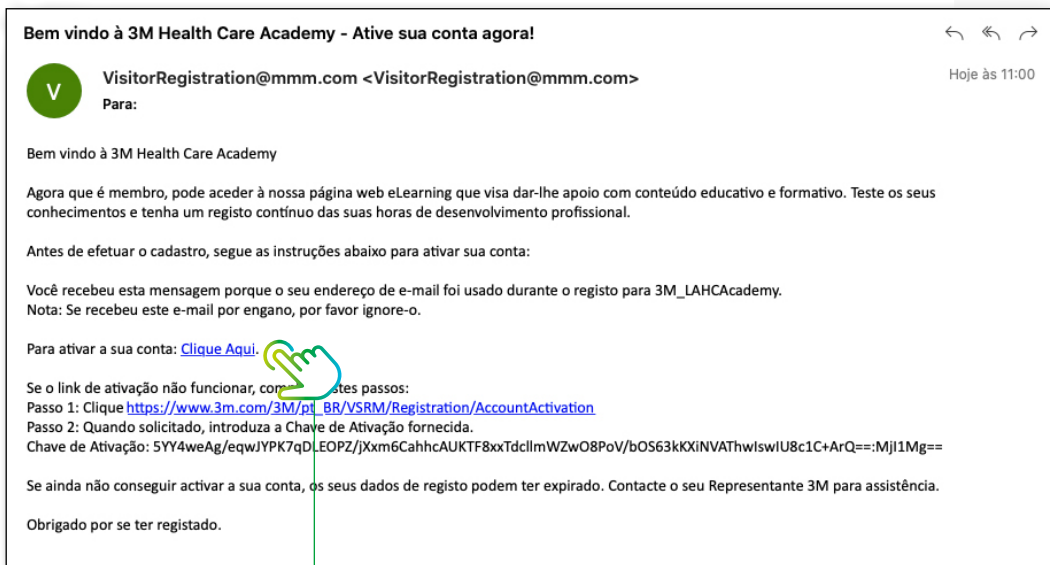 Bem vindo à 3M Health Care Academy - Ative sua conta agora!
V
VisitorRegistration@mmm.com <VisitorRegistration@mmm.com>
Hoje às 11:00
Para:
Bem vindo à 3M Health Care Academy
Agora que é membro, pode aceder à nossa página web eLearning que visa dar-lhe apoio com conteúdo educativo e formativo. Teste os seus
conhecimentos e tenha um registo contínuo das suas horas de desenvolvimento profissional.
Antes de efetuar o cadastro, segue as instruções abaixo para ativar sua conta:
Você recebeu esta mensagem porque o seu endereço de e-mail foi usado durante o registo para 3M_LAHCAcademy.
Nota: Se recebeu este e-mail por engano, por favor ignore-o.
Para ativar a sua conta: Clique Aqui.
Se o link de ativação não funcionar, passos:
Passo 1: Clique https://www.3m.com/3M/pt_BR/VSRM/Registration/AccountActivation
Passo 2: Quando solicitado, introduza a Chave de Ativação fornecida.
Chave de Ativação: 5YY4weAg/eqwJYPK7qDLEOPZ/jXxm6CahhcAUKTF8xxTdcllmWZwO8PoV/bOS63kKXiNVAThwIswIU8c1C+ArQ==:MjI1Mg==
Se ainda não conseguir activar a sua conta, os seus dados de registo podem ter expirado. Contacte o seu Representante 3M para assistência.
Obrigado por se ter registado.